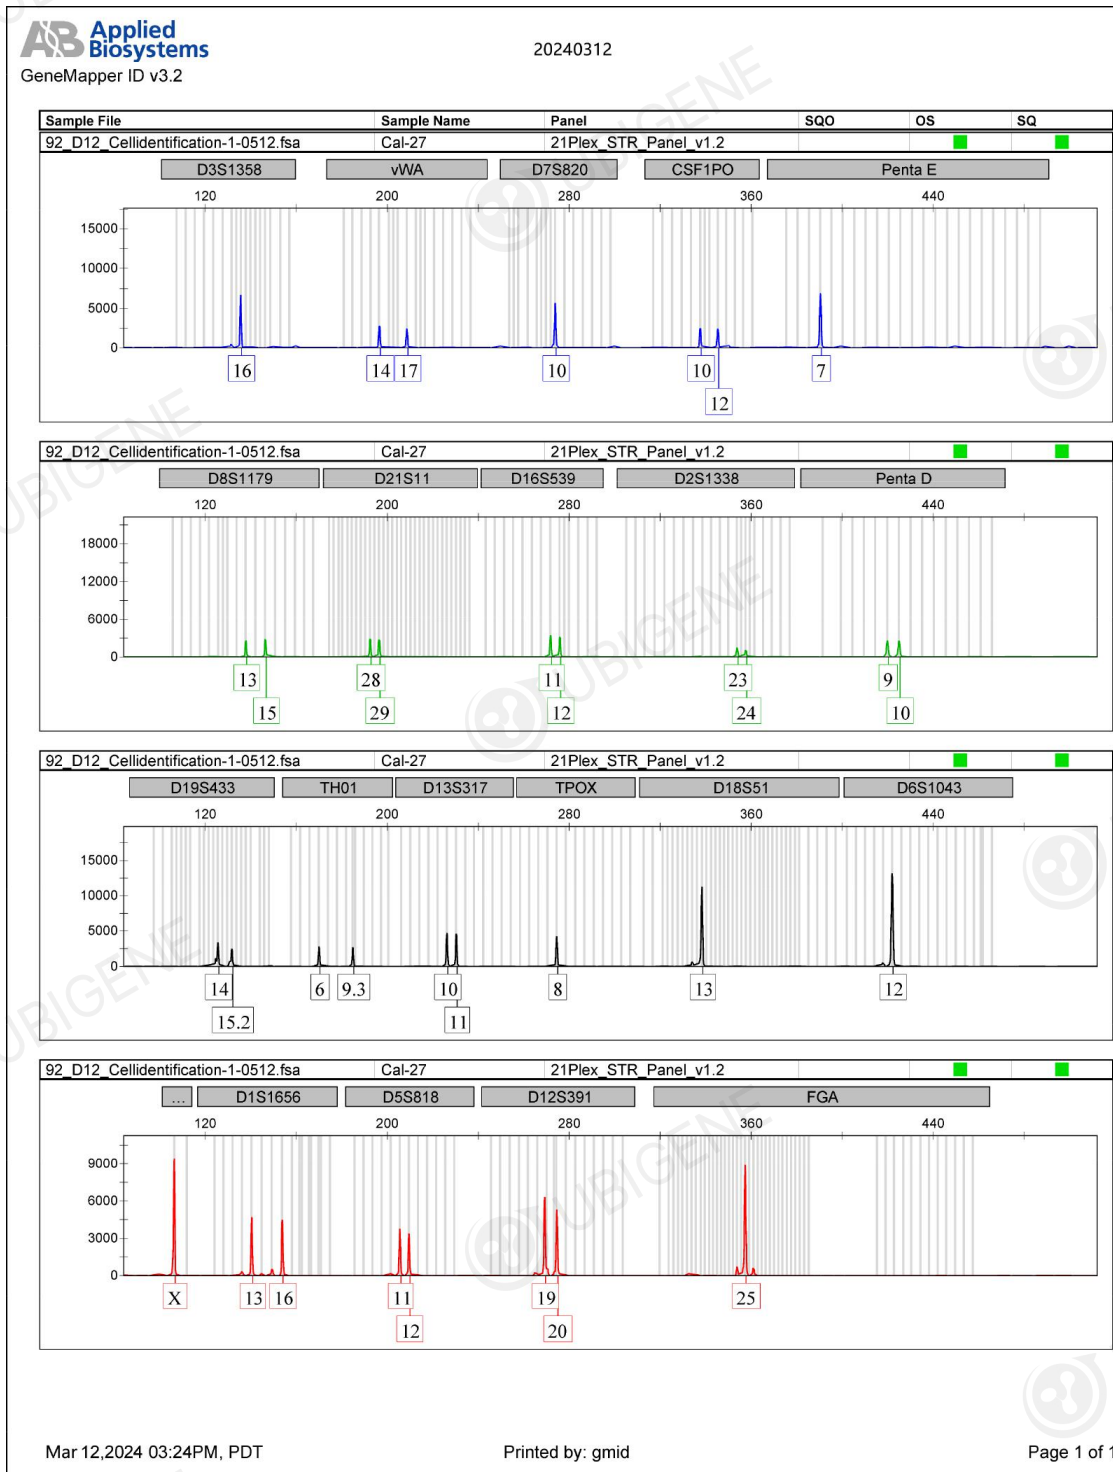 AB Applied
Biosystems
20240312
GeneMapper ID v3.2
Sample File Sample Name Panel SQO OS SQ
92_D12_Cellidentification-1-0512.fsa Cal-27 21Plex_STR_Panel_v1.2
D3S1358 vWA D7S820 CSF1PO Penta E
120 200 280 360 440
15000
10000
5000
0
16 14 17 10 10 7
12
92_D12_Cellidentification-1-0512.fsa Cal-27 21Plex_STR_Panel_v1.2
D8S1179 D21S11 D16S539 D2S1338 Penta D
120 200 280 360 440
18000
12000
6000
0
13 28 11 23 9
15 29 12 24 10
92_D12_Cellidentification-1-0512.fsa Cal-27 21Plex_STR_Panel_v1.2
D19S433 TH01 D13S317 TPOX D18S51 D6S1043
120 200 280 360 440
15000
10000
5000
0
14 6 9.3 10 8 13 12
15.2 11
92_D12_Cellidentification-1-0512.fsa Cal-27 21Plex_STR_Panel_v1.2
... D1S1656 D5S818 D12S391 FGA
120 200 280 360 440
9000
6000
3000
0
X 13 16 11 19 25
12 20
Mar 12,2024 03:24PM, PDT Printed by: gmid Page 1 of 1
UBIGENE
UBIGENE
UBIGENE
UBIGENE
UBIGENE